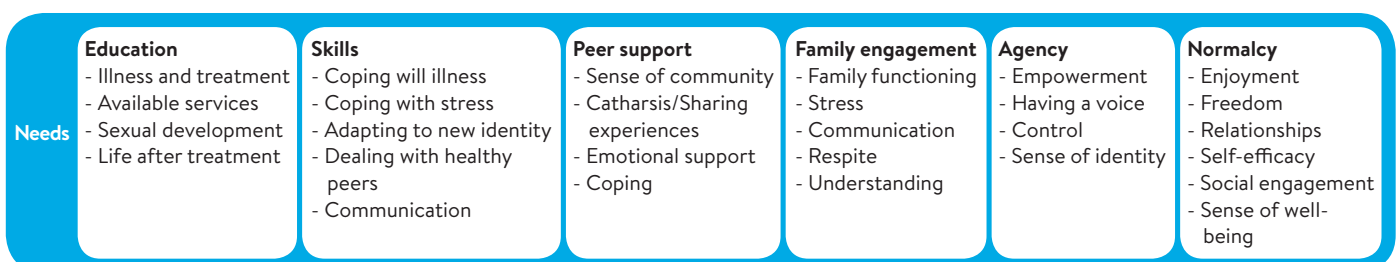 Needs
Education
- Illness and treatment
- Available services
- Sexual development
- Life after treatment
Skills
- Coping will illness
- Coping with stress
- Adapting to new identity
- Dealing with healthy
peers
- Communication
Peer support
- Sense of community
- Catharsis/Sharing
experiences
- Emotional support
- Coping
Family engagement
- Family functioning
- Stress
- Communication
- Respite
- Understanding
Agency
- Empowerment
- Having a voice
- Control
- Sense of identity
Normalcy
- Enjoyment
- Freedom
- Relationships
- Self-efficacy
- Social engagement
- Sense of well-
being